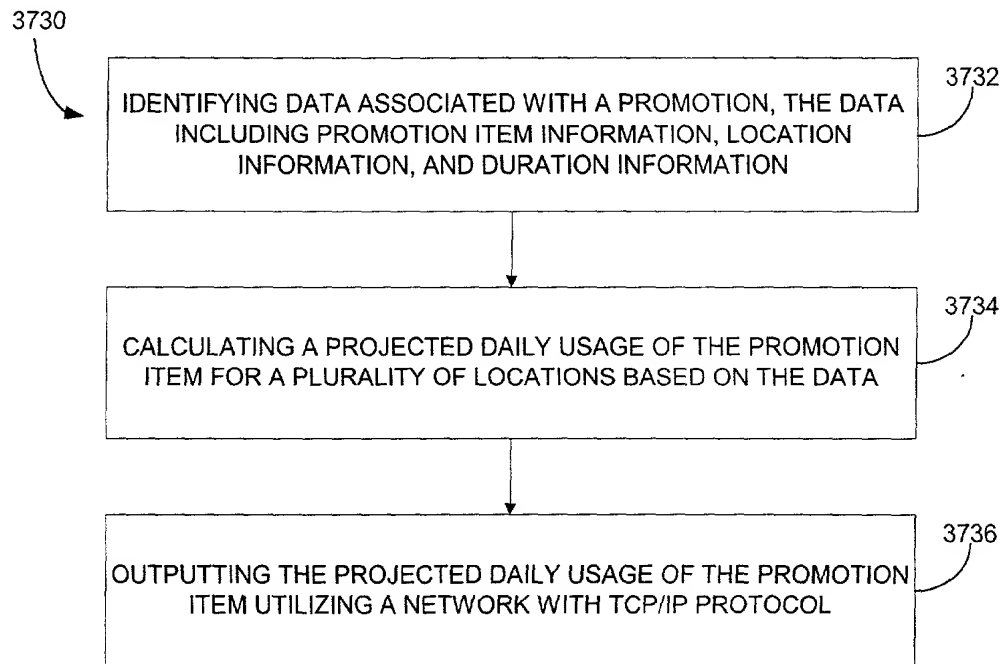 3730
3732
IDENTIFYING DATA ASSOCIATED WITH A PROMOTION, THE DATA
INCLUDING PROMOTION ITEM INFORMATION, LOCATION
INFORMATION, AND DURATION INFORMATION
3734
CALCULATING A PROJECTED DAILY USAGE OF THE PROMOTION
ITEM FOR A PLURALITY OF LOCATIONS BASED ON THE DATA
3736
OUTPUTTING THE PROJECTED DAILY USAGE OF THE PROMOTION
ITEM UTILIZING A NETWORK WITH TCP/IP PROTOCOL